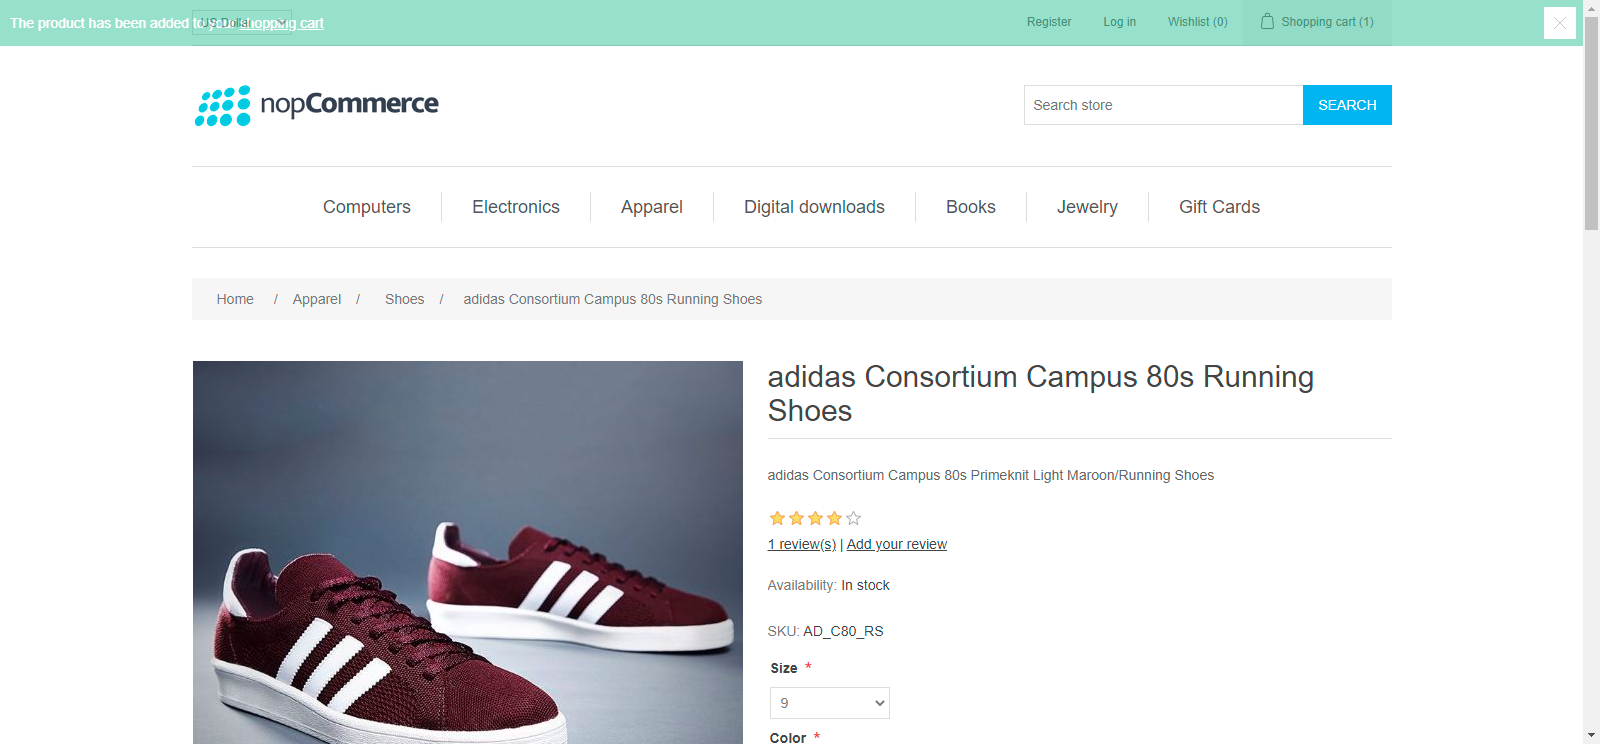 The product has been added to your shopping cart
US Dollar
Register
Log in
Wishlist (0)
Shopping cart (1)
nopCommerce
Search store
SEARCH
Computers
Electronics
Apparel
Digital downloads
Books
Jewelry
Gift Cards
Home / Apparel / Shoes / adidas Consortium Campus 80s Running Shoes
adidas Consortium Campus 80s Running
Shoes
adidas Consortium Campus 80s Primeknit Light Maroon/Running Shoes
1 review(s) | Add your review
Availability: In stock
SKU: AD_C80_RS
Size *
9
Color *